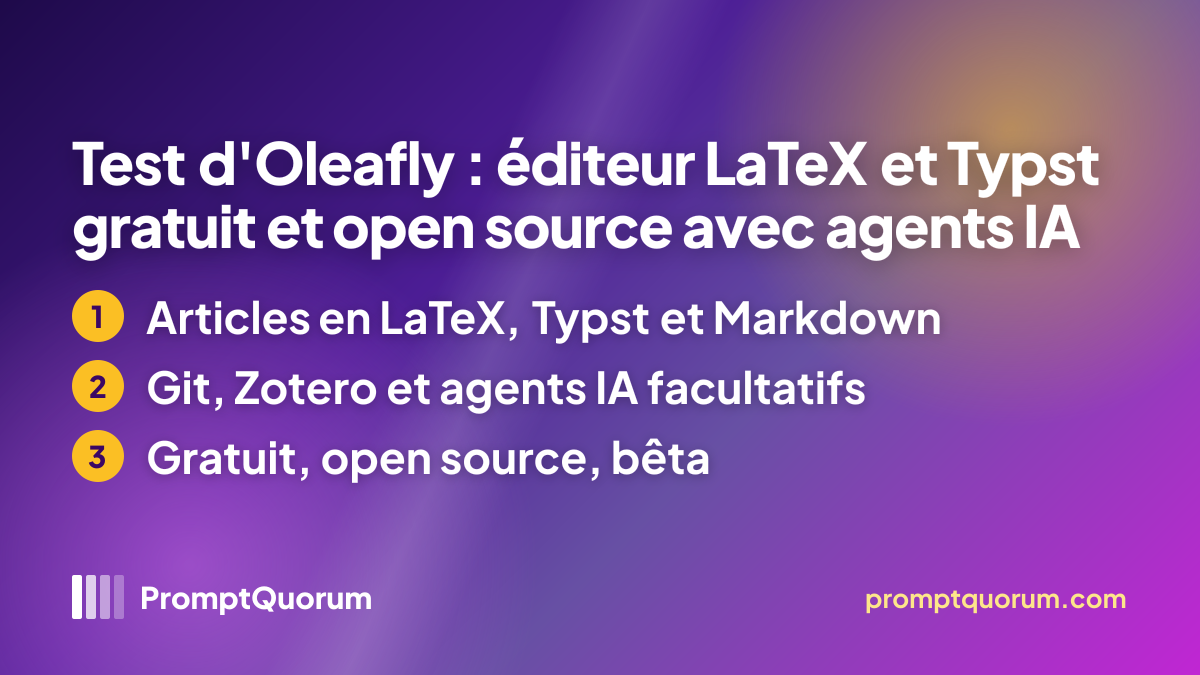 Test d'Oleafly : éditeur LaTeX et Typst
gratuit et open source avec agents IA
1 Articles en LaTeX, Typst et Markdown
2 Git, Zotero et agents IA facultatifs
3 Gratuit, open source, bêta
PromptQuorum
promptquorum.com